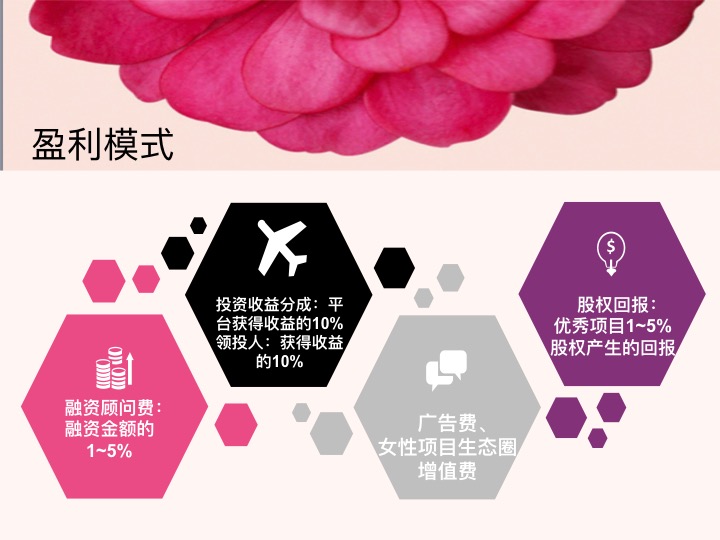 盈利模式
融资顾问费：
融资金额的
1~5%
投资收益分成：平
台获得收益的10%
领投人：获得收益
的10%
广告费、
女性项目生态圈
增值费
$
股权回报：
优秀项目1~5%
股权产生的回报